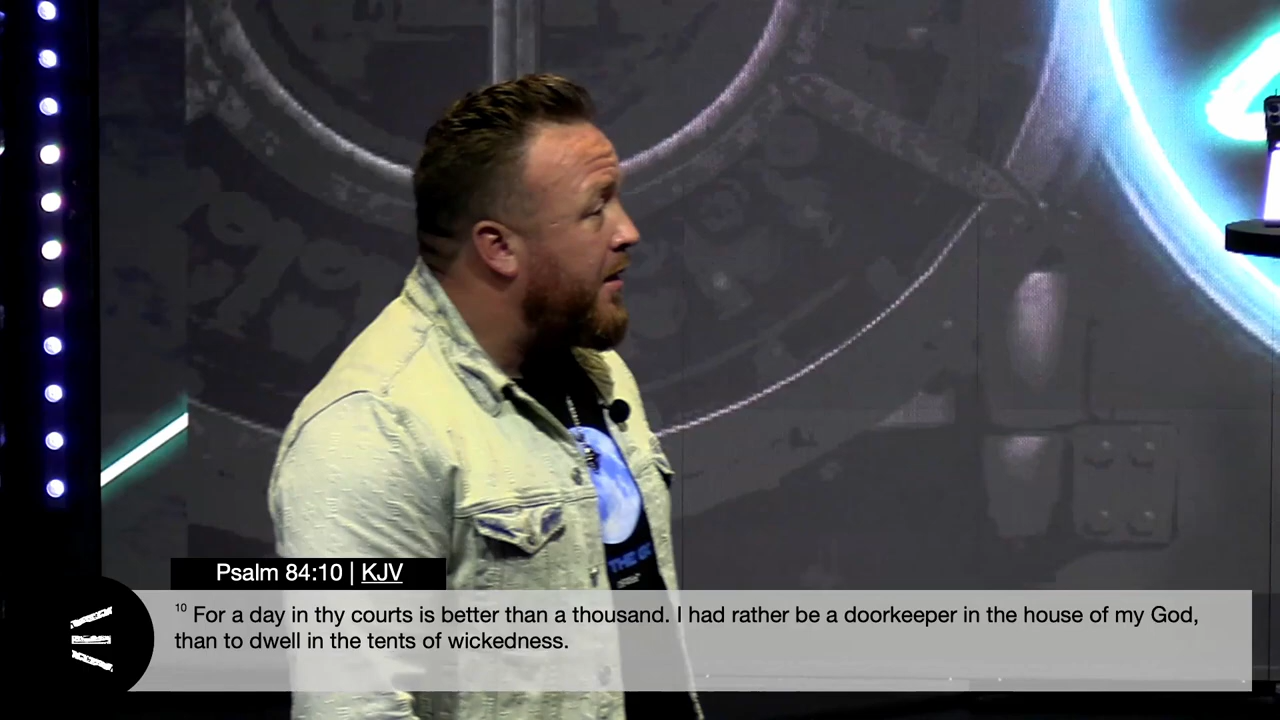 THE
Psalm 84:10 | KJV
10 For a day in thy courts is better than a thousand. I had rather be a doorkeeper in the house of my God,
than to dwell in the tents of wickedness.